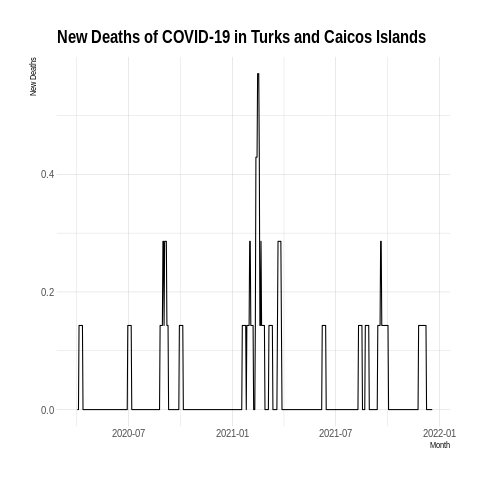 New Deaths of COVID-19 in Turks and Caicos Islands
New Deaths
0.4
0.2
0.0
2020-07
2021-01
2021-07
2022-01
Month